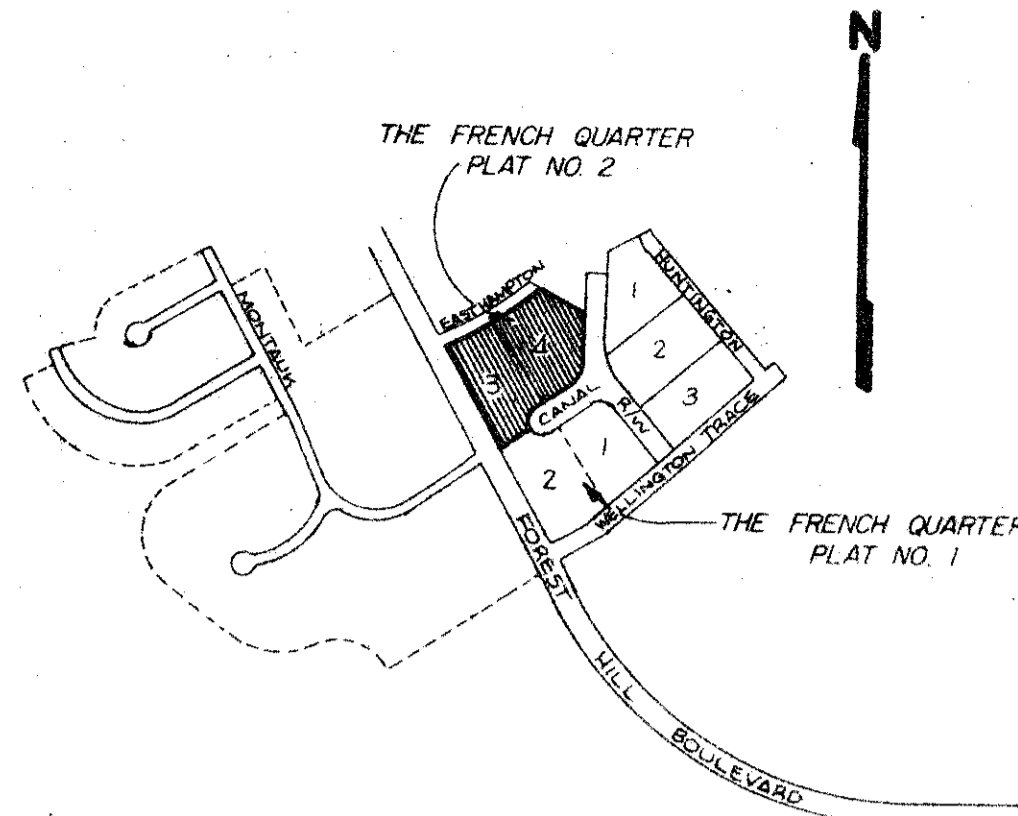 N
THE FRENCH QUARTER
PLAT NO. 2
EASTHAMPTON
HUNTINGTON
MONTAUK
1
2
3
3
4
CANAL
R/W
1
2
WELLINGTON TRACE
THE FRENCH QUARTER
PLAT NO. 1
FOREST
HILL
BOULEVARD